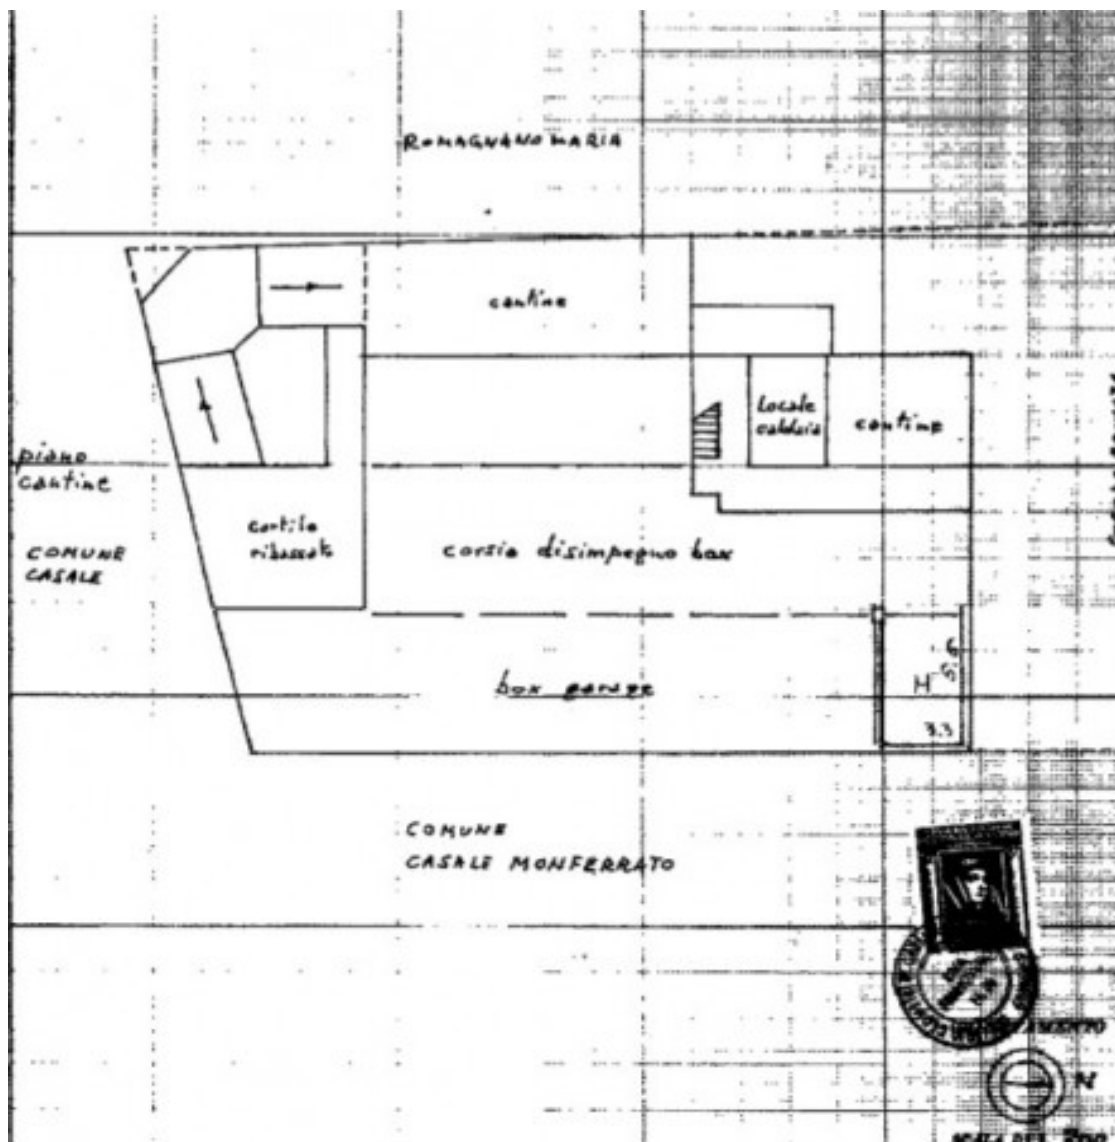 ROMAGNANO MARIA
cantine
Locale
caldaia
cantine
piano
cantine
cortile
ribassato
corsia disimpegno box
COMUNE
CASALE
box garage
H
3.3
COMUNE
CASALE MONFERRATO
N